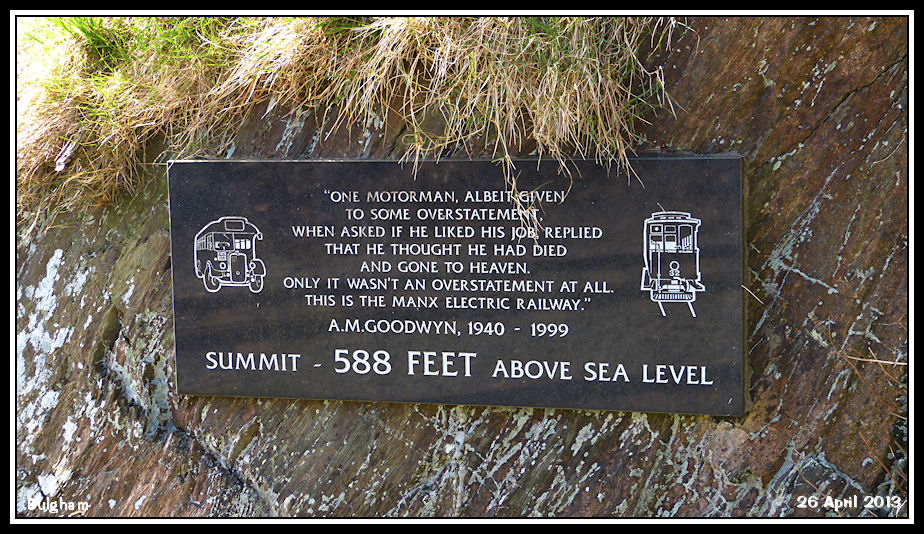 "ONE MOTORMAN, ALBEIT GIVEN
TO SOME OVERSTATEMENT,
WHEN ASKED IF HE LIKED HIS JOB, REPLIED
THAT HE THOUGHT HE HAD DIED
AND GONE TO HEAVEN.
ONLY IT WASN'T AN OVERSTATEMENT AT ALL.
THIS IS THE MANX ELECTRIC RAILWAY."
A.M.GOODWYN, 1940 - 1999
SUMMIT - 588 FEET ABOVE SEA LEVEL
Bulgham
26 April 2013